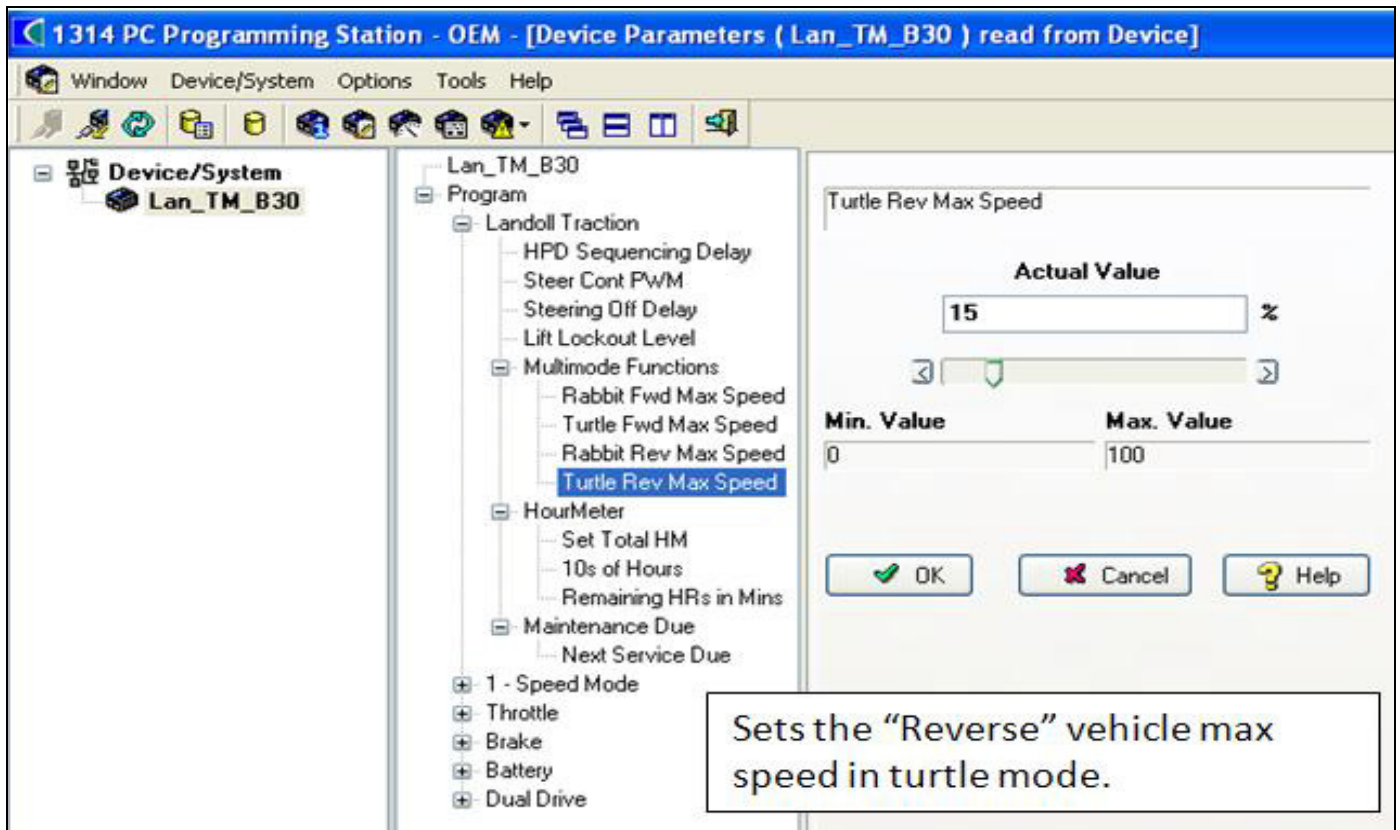 1314 PC Programming Station - OEM - [Device Parameters ( Lan_TM_B30 ) read from Device]
Window Device/System Options Tools Help
Device/System
Lan_TM_B30
Lan_TM_B30
Program
Landoll Traction
HPD Sequencing Delay
Steer Cont PWM
Steering Off Delay
Lift Lockout Level
Multimode Functions
Rabbit Fwd Max Speed
Turtle Fwd Max Speed
Rabbit Rev Max Speed
Turtle Rev Max Speed
HourMeter
Set Total HM
10s of Hours
Remaining HRs in Mins
Maintenance Due
Next Service Due
1 - Speed Mode
Throttle
Brake
Battery
Dual Drive
Turtle Rev Max Speed
Actual Value
15 %
Min. Value Max. Value
0 100
OK Cancel Help
Sets the “Reverse” vehicle max
speed in turtle mode.